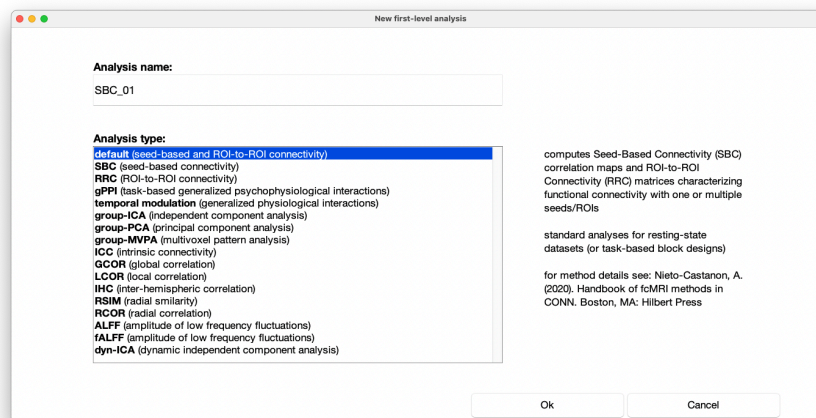 New first-level analysis
Analysis name:
SBC_01
Analysis type:
default (seed-based and ROI-to-ROI connectivity)
SBC (seed-based connectivity)
RRC (ROI-to-ROI connectivity)
gPPI (task-based generalized psychophysiological interactions)
temporal modulation (generalized physiological interactions)
group-ICA (independent component analysis)
group-PCA (principal component analysis)
group-MVPA (multivoxel pattern analysis)
ICC (intrinsic connectivity)
GCOR (global correlation)
LCOR (local correlation)
IHC (inter-hemispheric correlation)
RSIM (radial smilarity)
RCOR (radial correlation)
ALFF (amplitude of low frequency fluctuations)
fALFF (amplitude of low frequency fluctuations)
dyn-ICA (dynamic independent component analysis)
computes Seed-Based Connectivity (SBC)
correlation maps and ROI-to-ROI
Connectivity (RRC) matrices characterizing
functional connectivity with one or multiple
seeds/ROIs
standard analyses for resting-state
datasets (or task-based block designs)
for method details see: Nieto-Castanon, A.
(2020). Handbook of fcMRI methods in
CONN. Boston, MA: Hilbert Press
Ok
Cancel